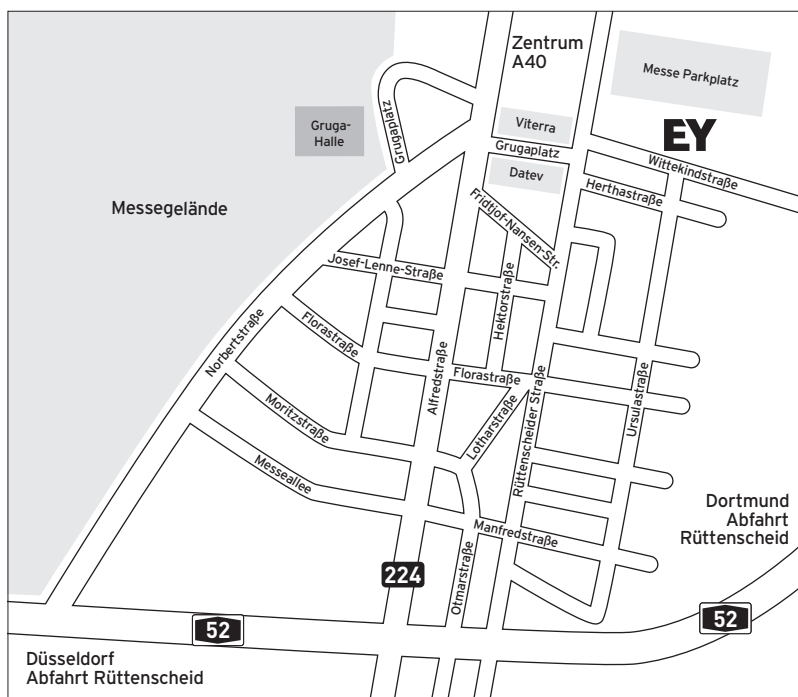 Zentrum
A40
Messe Parkplatz
Viterra
Gruga-
Halle
Grugaplatz
Grugaplatz
EY
Wittekindstraße
Datev
Herthastraße
Messegelände
Fridtjof-Nansen-Str.
Josef-Lenne-Straße
Hektorstraße
Norbertstraße
Florastraße
Alfredstraße
Florastraße
Rüttenscheider Straße
Ursulastraße
Moritzstraße
Lotharstraße
Messeallee
Manfredstraße
Dortmund
Abfahrt
Rüttenscheid
Otmarstraße
224
52
52
Düsseldorf
Abfahrt Rüttenscheid